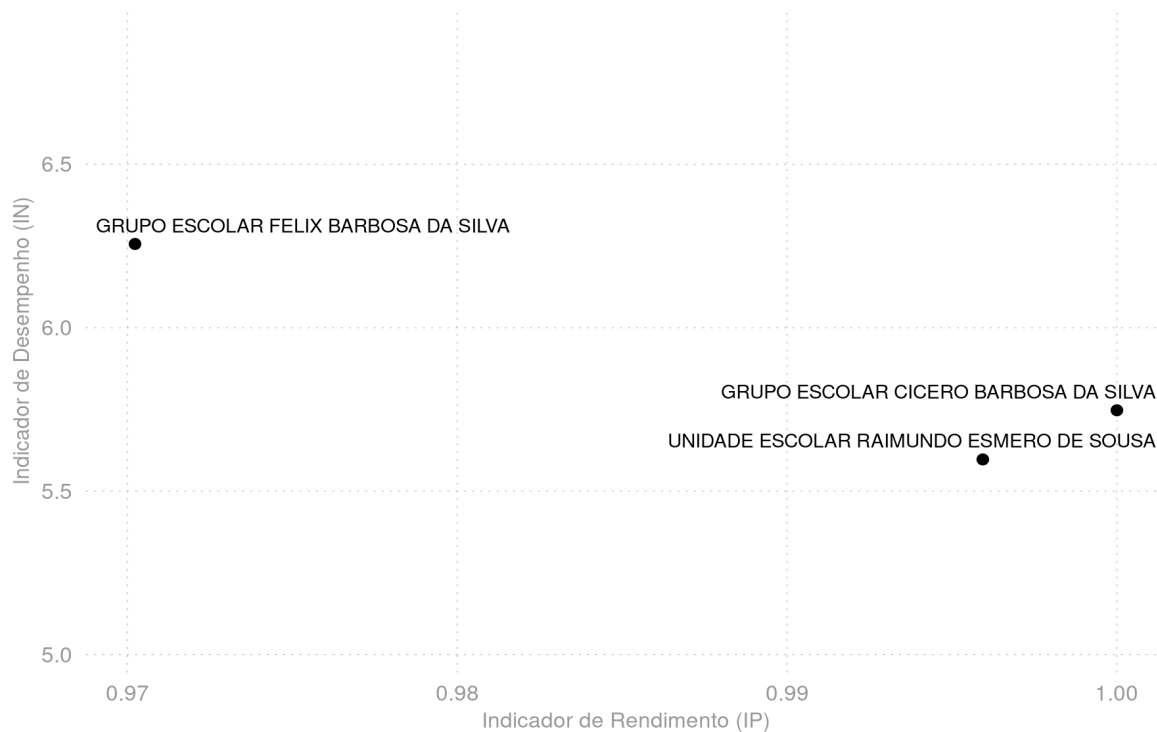 6.5
GRUPO ESCOLAR FELIX BARBOSA DA SILVA
6.0
GRUPO ESCOLAR CICERO BARBOSA DA SILVA
UNIDADE ESCOLAR RAIMUNDO ESMERO DE SOUSA
5.5
5.0
Indicador de Desempenho (IN)
0.97 0.98 0.99 1.00
Indicador de Rendimento (IP)